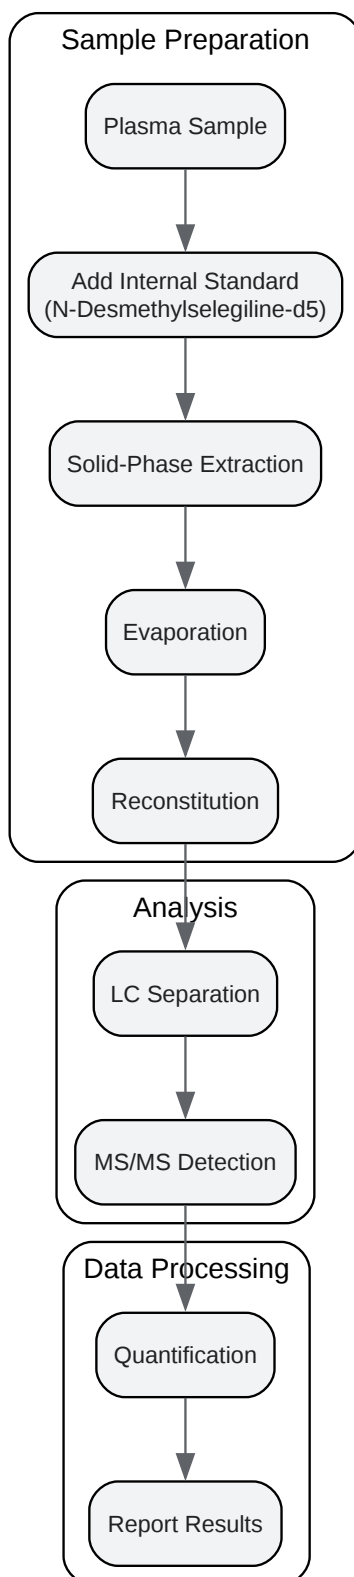 Sample Preparation
Plasma Sample
Add Internal Standard
(N-Desmethylselegiline-d5)
Solid-Phase Extraction
Evaporation
Reconstitution
Analysis
LC Separation
MS/MS Detection
Data Processing
Quantification
Report Results